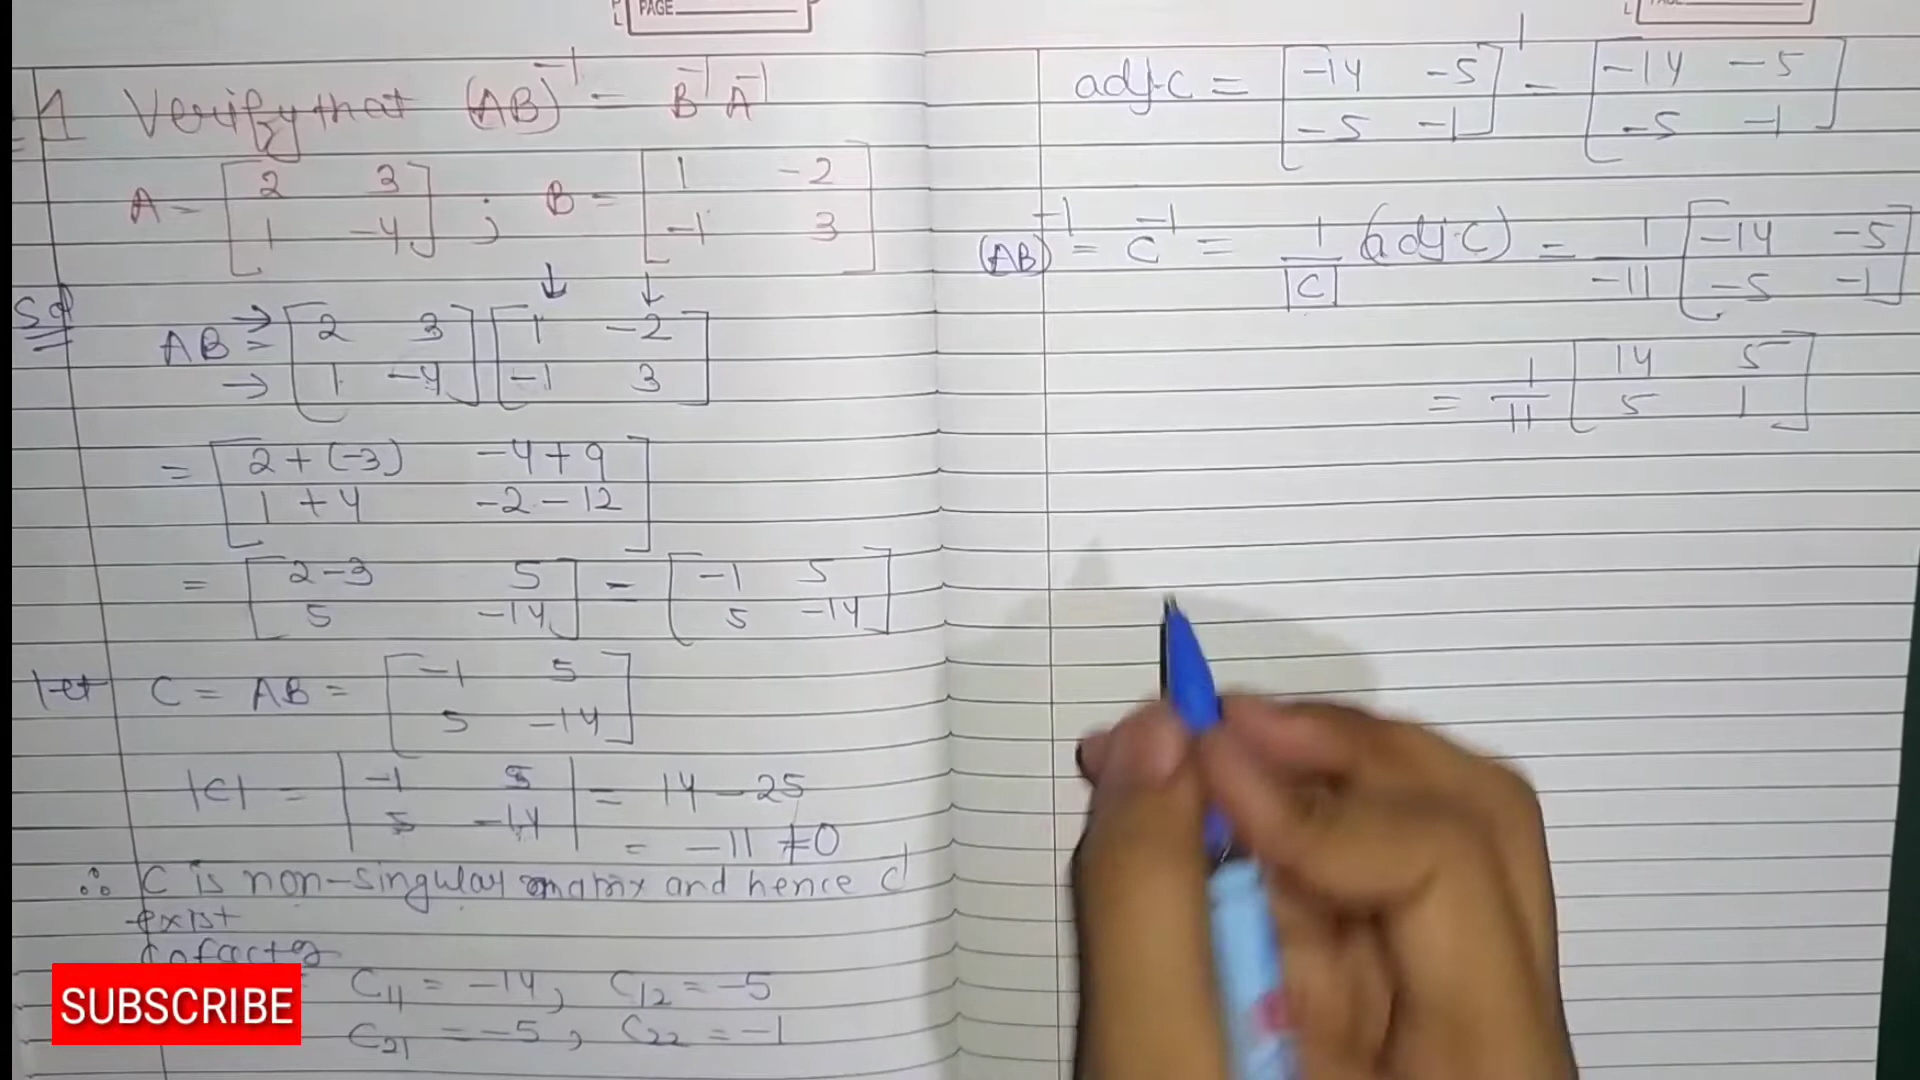 PAGE
1 Verify that (AB)⁻¹ = B⁻¹ A⁻¹
A = [ 2 3 ; B = [ 1 -2
1 -4 ] -1 3 ]
Sol
AB = [ 2 3 ] [ 1 -2 ]
→ [ 1 -4 ] [ -1 3 ]
= [ 2+(-3) -4+9
1+4 -2-12 ]
= [ 2-3 5 ] = [ -1 5 ]
[ 5 -14 ] [ 5 -14 ]
let C = AB = [ -1 5
5 -14 ]
|C| = | -1 5 | = 14-25
| 5 -14 | = -11 ≠ 0
∴ C is non-singular matrix and hence C⁻¹
exist
Cofactor
C₁₁ = -14, C₁₂ = -5
C₂₁ = -5, C₂₂ = -1
SUBSCRIBE
adj·C = [ -14 -5 ]' = [ -14 -5 ]
[ -5 -1 ] [ -5 -1 ]
(AB)⁻¹ = C⁻¹ = 1/|C| (adj·C) = 1/-11 [ -14 -5
-5 -1 ]
= 1/11 [ 14 5
5 1 ]